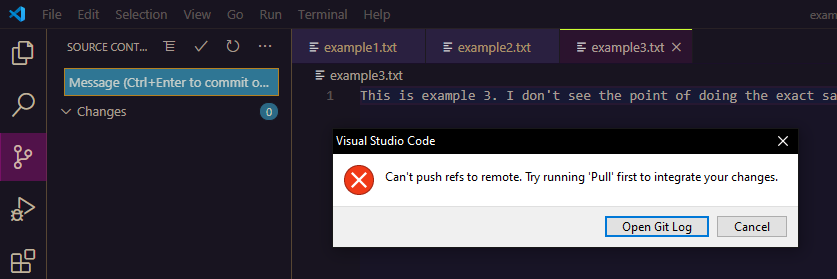 File Edit Selection View Go Run Terminal Help exam
SOURCE CONT...
example1.txt example2.txt example3.txt
Message (Ctrl+Enter to commit o...
example3.txt
1 This is example 3. I don't see the point of doing the exact sa
Changes 0
Visual Studio Code
Can't push refs to remote. Try running 'Pull' first to integrate your changes.
Open Git Log Cancel